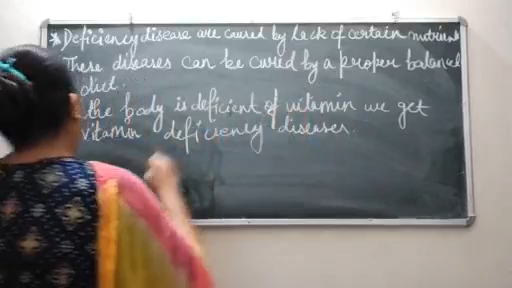 * Deficiency disease are caused by Lack of certain nutrient
These diseases can be cured by a proper balance
diet.
the body is deficient of vitamin we get
vitamin deficiency diseases.